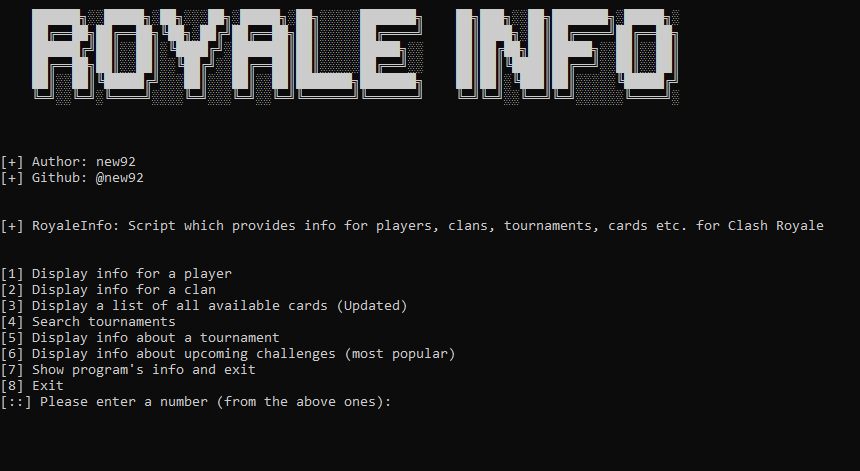 ROYALE INFO
[+] Author: new92
[+] Github: @new92
[+] RoyaleInfo: Script which provides info for players, clans, tournaments, cards etc. for Clash Royale
[1] Display info for a player
[2] Display info for a clan
[3] Display a list of all available cards (Updated)
[4] Search tournaments
[5] Display info about a tournament
[6] Display info about upcoming challenges (most popular)
[7] Show program's info and exit
[8] Exit
[::] Please enter a number (from the above ones):